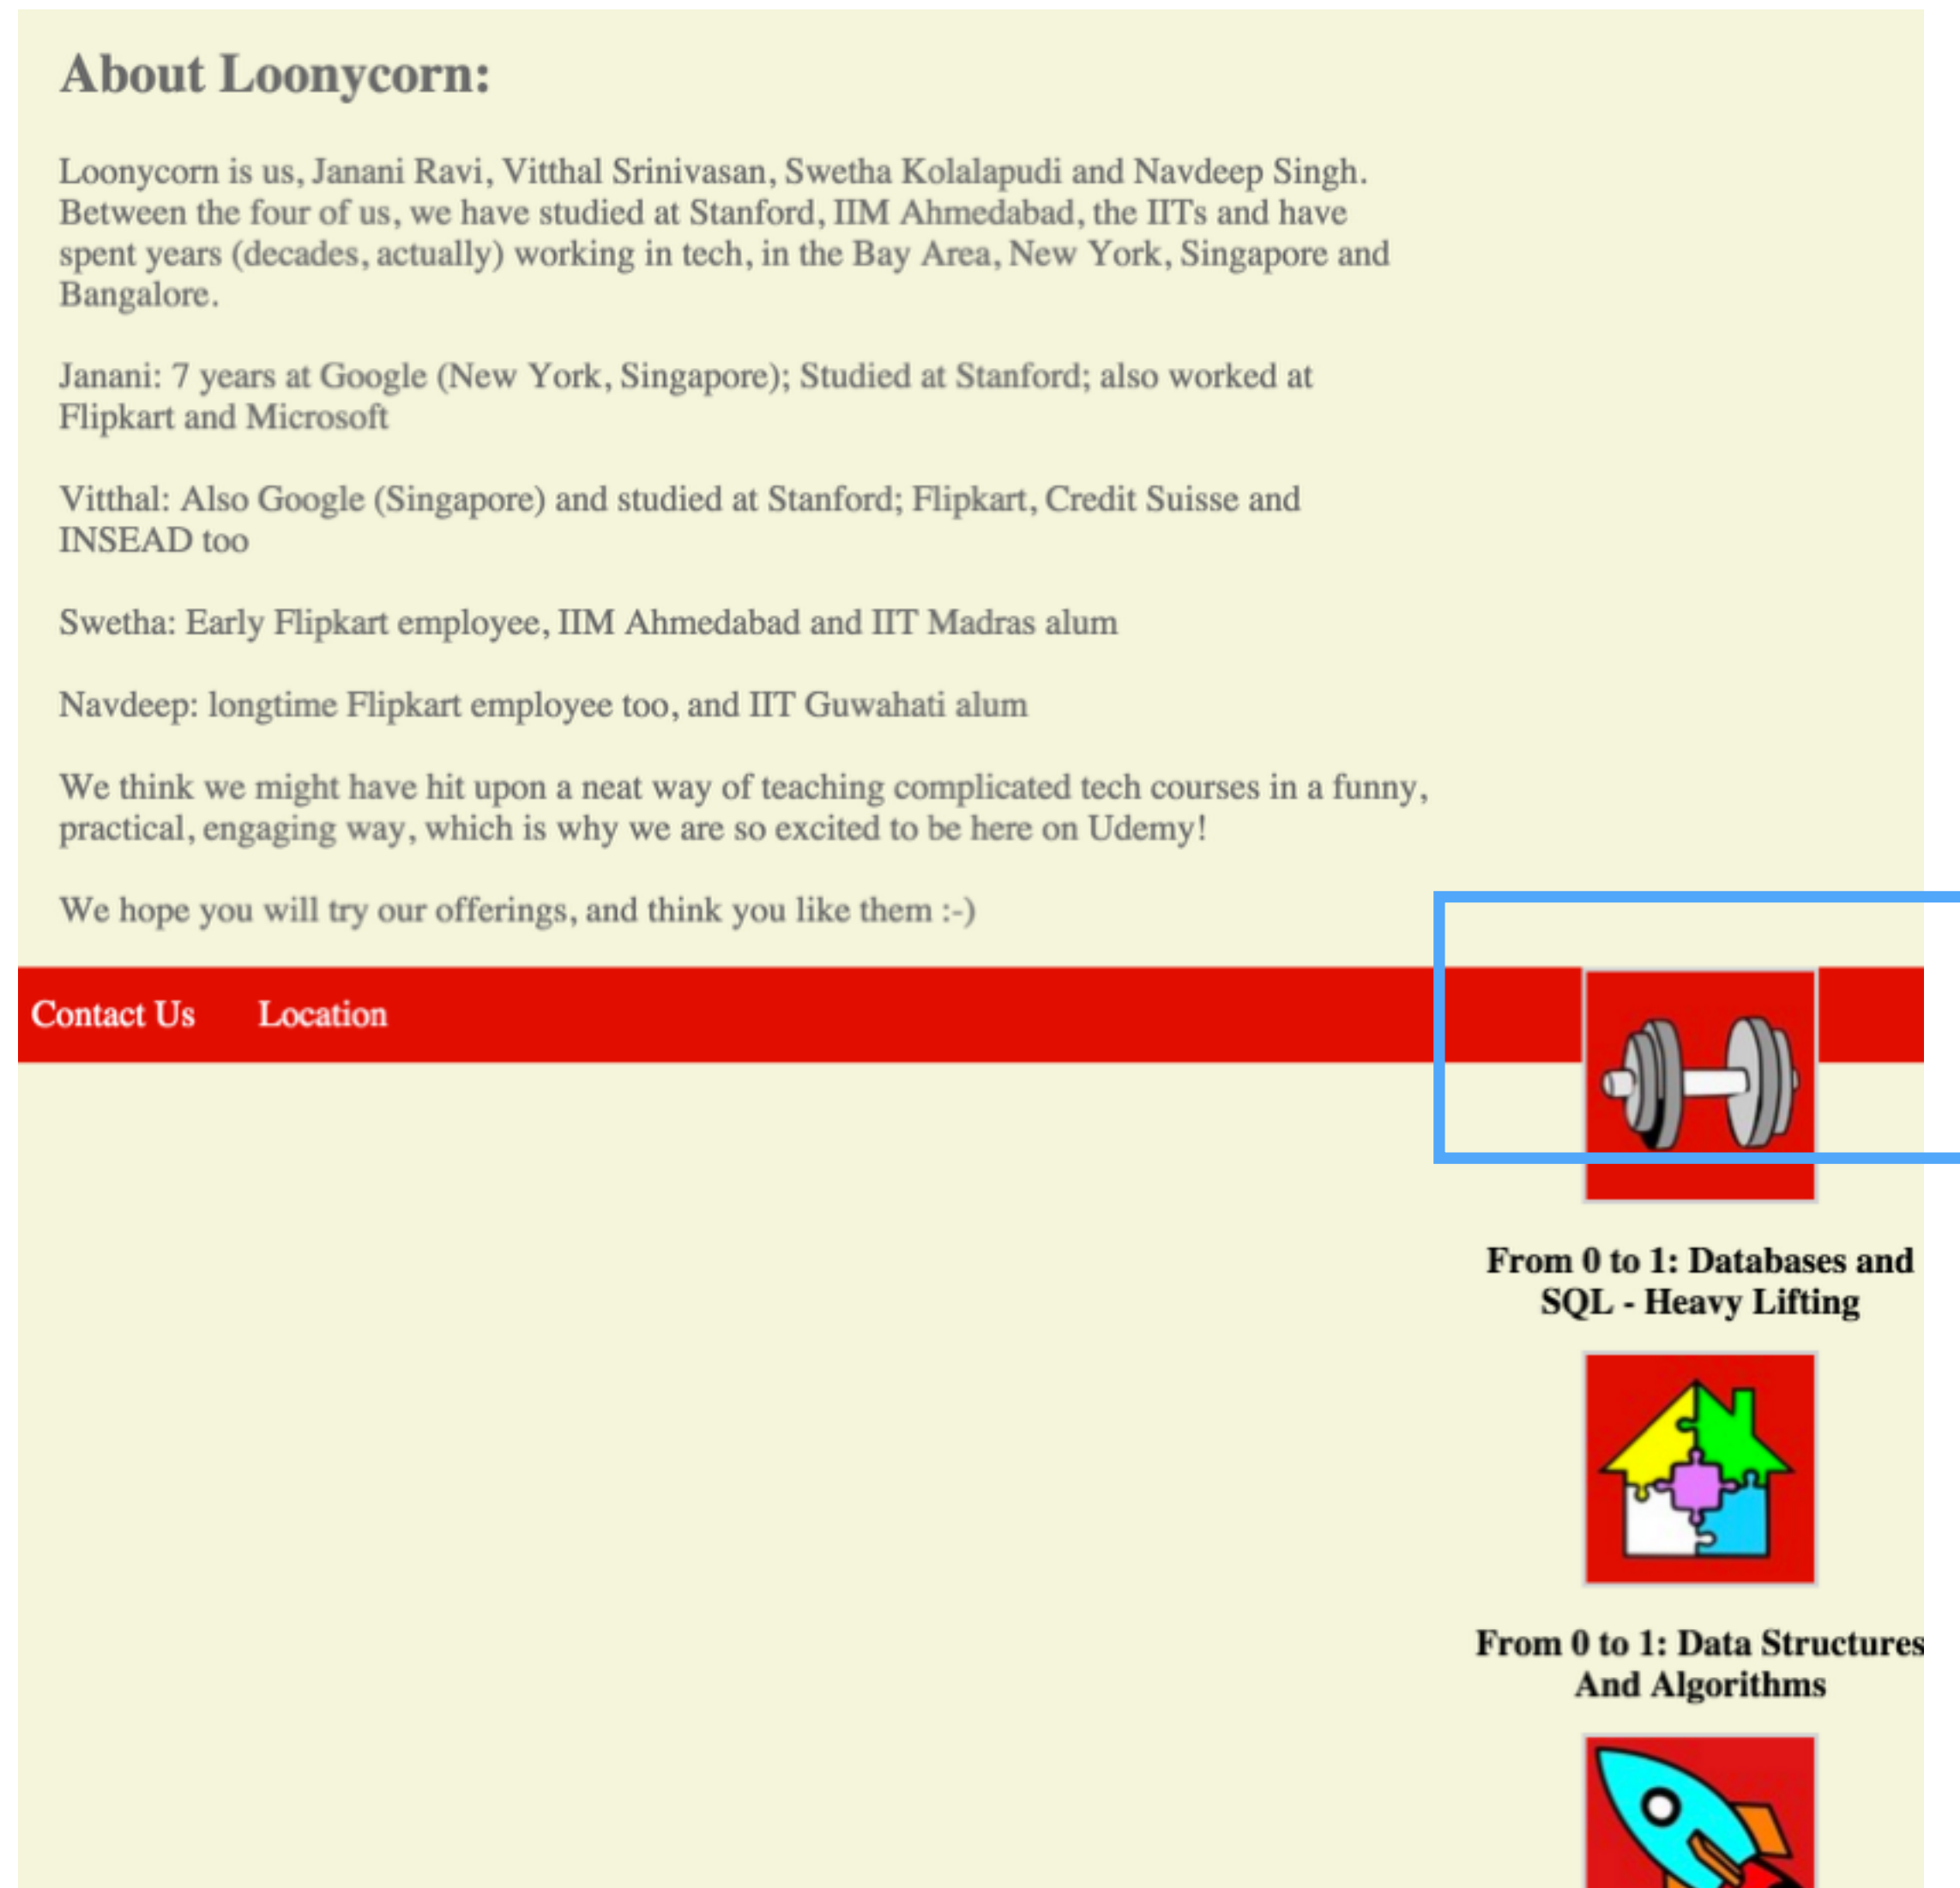 About Loonycorn:
Loonycorn is us, Janani Ravi, Vitthal Srinivasan, Swetha Kolalapudi and Navdeep Singh.
Between the four of us, we have studied at Stanford, IIM Ahmedabad, the IITs and have
spent years (decades, actually) working in tech, in the Bay Area, New York, Singapore and
Bangalore.
Janani: 7 years at Google (New York, Singapore); Studied at Stanford; also worked at
Flipkart and Microsoft
Vitthal: Also Google (Singapore) and studied at Stanford; Flipkart, Credit Suisse and
INSEAD too
Swetha: Early Flipkart employee, IIM Ahmedabad and IIT Madras alum
Navdeep: longtime Flipkart employee too, and IIT Guwahati alum
We think we might have hit upon a neat way of teaching complicated tech courses in a funny,
practical, engaging way, which is why we are so excited to be here on Udemy!
We hope you will try our offerings, and think you like them :-)
Contact Us Location
From 0 to 1: Databases and
SQL - Heavy Lifting
From 0 to 1: Data Structures
And Algorithms